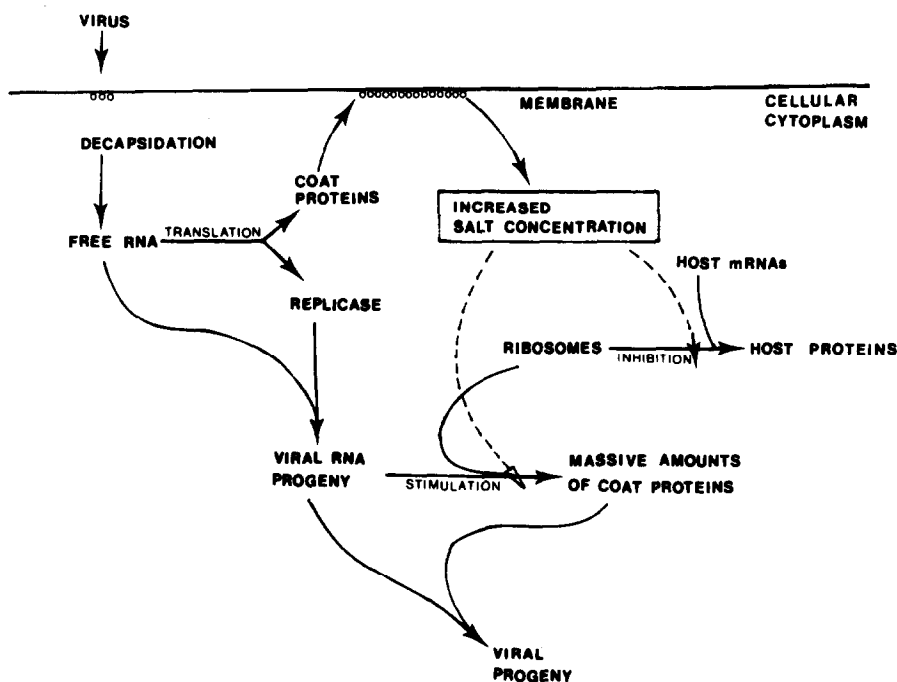 VIRUS
MEMBRANE
CELLULAR
CYTOPLASM
DECAPSIDATION
COAT
PROTEINS
FREE RNA
TRANSLATION
INCREASED
SALT CONCENTRATION
HOST mRNAs
REPLICASE
RIBOSOMES
INHIBITION
HOST PROTEINS
VIRAL RNA
PROGENY
STIMULATION
MASSIVE AMOUNTS
OF COAT PROTEINS
VIRAL
PROGENY